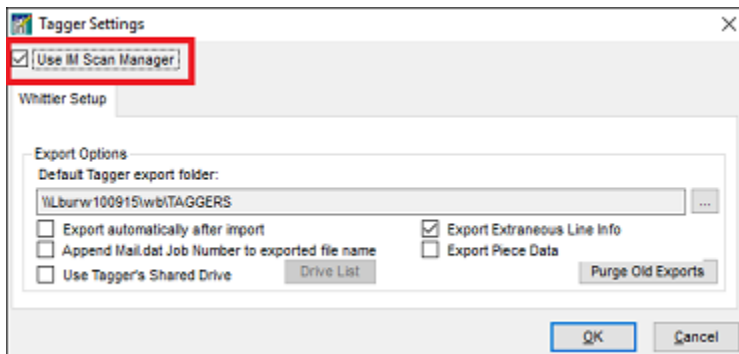 Tagger Settings
Use IM Scan Manager
Whittier Setup
Export Options
Default Tagger export folder:
\\Lburw100915\wb\TAGGERS
...
Export automatically after import
Export Extraneous Line Info
Append Mail.dat Job Number to exported file name
Export Piece Data
Use Tagger's Shared Drive
Drive List
Purge Old Exports
OK
Cancel